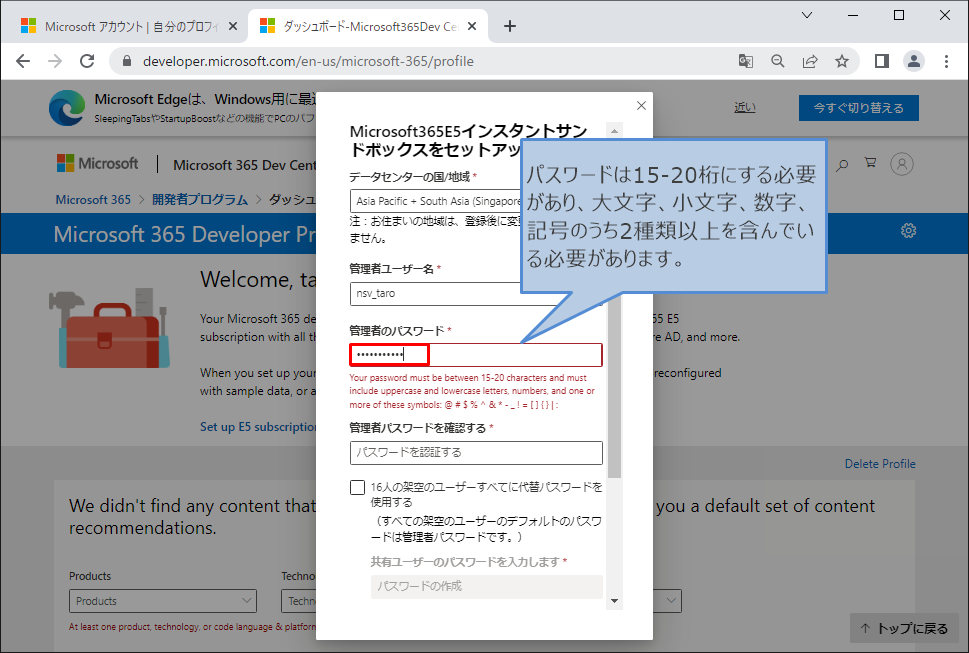 Microsoft アカウント | 自分のプロフィ
ダッシュボード-Microsoft365Dev Ce
developer.microsoft.com/en-us/microsoft-365/profile
Microsoft Edgeは、Windows用に最適
SleepingTabsやStartupBoostなどの機能でPCのパフ
近い
今すぐ切り替える
Microsoft
Microsoft 365 Dev Cent
Microsoft 365 > 開発者プログラム > ダッシュ
Microsoft 365 Developer Pr
Welcome, ta
Your Microsoft 365 de
subscription with all th
365 E5
re AD, and more.
When you set up your
with sample data, or a
reconfigured
Set up E5 subscription
Delete Profile
We didn't find any content that
you a default set of content
recommendations.
Products
Techno
Products
Techn
At least one product, technology, or code language & platform
↑ トップに戻る
Microsoft365E5インスタントサン
ドボックスをセットアッ
データセンターの国/地域 *
Asia Pacific + South Asia (Singapore
注：お住まいの地域は、登録後に変更
ません。
管理者ユーザー名 *
nsv_taro
管理者のパスワード *
•••••••••••
Your password must be between 15-20 characters and must
include uppercase and lowercase letters, numbers, and one or
more of these symbols: @ # $ % ^ & * - _ ! = [ ] { } | :
管理者パスワードを確認する *
パスワードを認証する
16人の架空のユーザーすべてに代替パスワードを
使用する
（すべての架空のユーザーのデフォルトのパスワ
ードは管理者パスワードです。）
共有ユーザーのパスワードを入力します *
パスワードの作成
パスワードは15-20桁にする必要
があり、大文字、小文字、数字、
記号のうち2種類以上を含んでい
る必要があります。